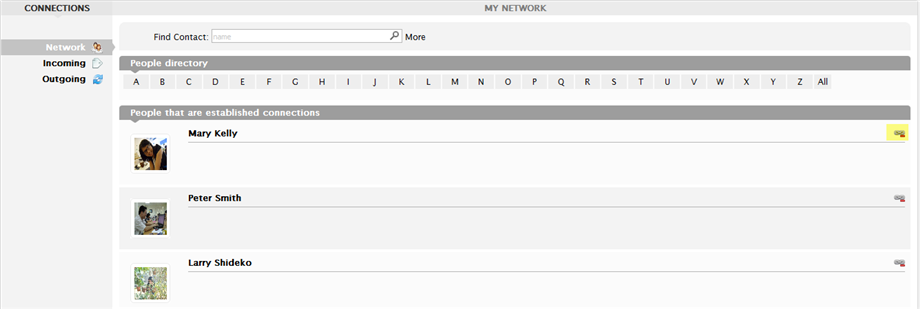 CONNECTIONS
MY NETWORK
Network
Incoming
Outgoing
Find Contact: name More
People directory
A B C D E F G H I J K L M N O P Q R S T U V W X Y Z All
People that are established connections
Mary Kelly
Peter Smith
Larry Shideko